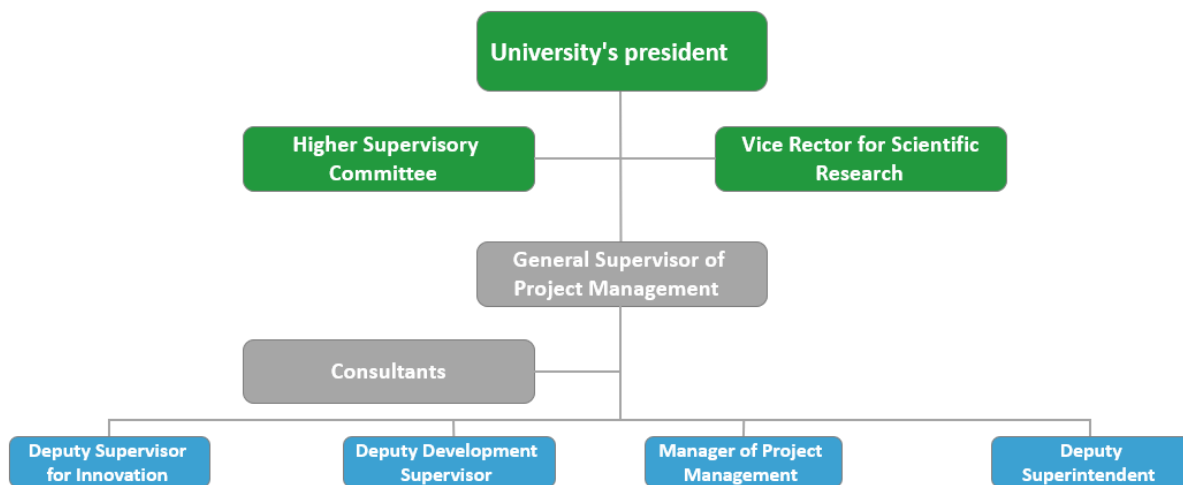 University's president
Higher Supervisory
Committee
Vice Rector for Scientific
Research
General Supervisor of
Project Management
Consultants
Deputy Supervisor
for Innovation
Deputy Development
Supervisor
Manager of Project
Management
Deputy
Superintendent